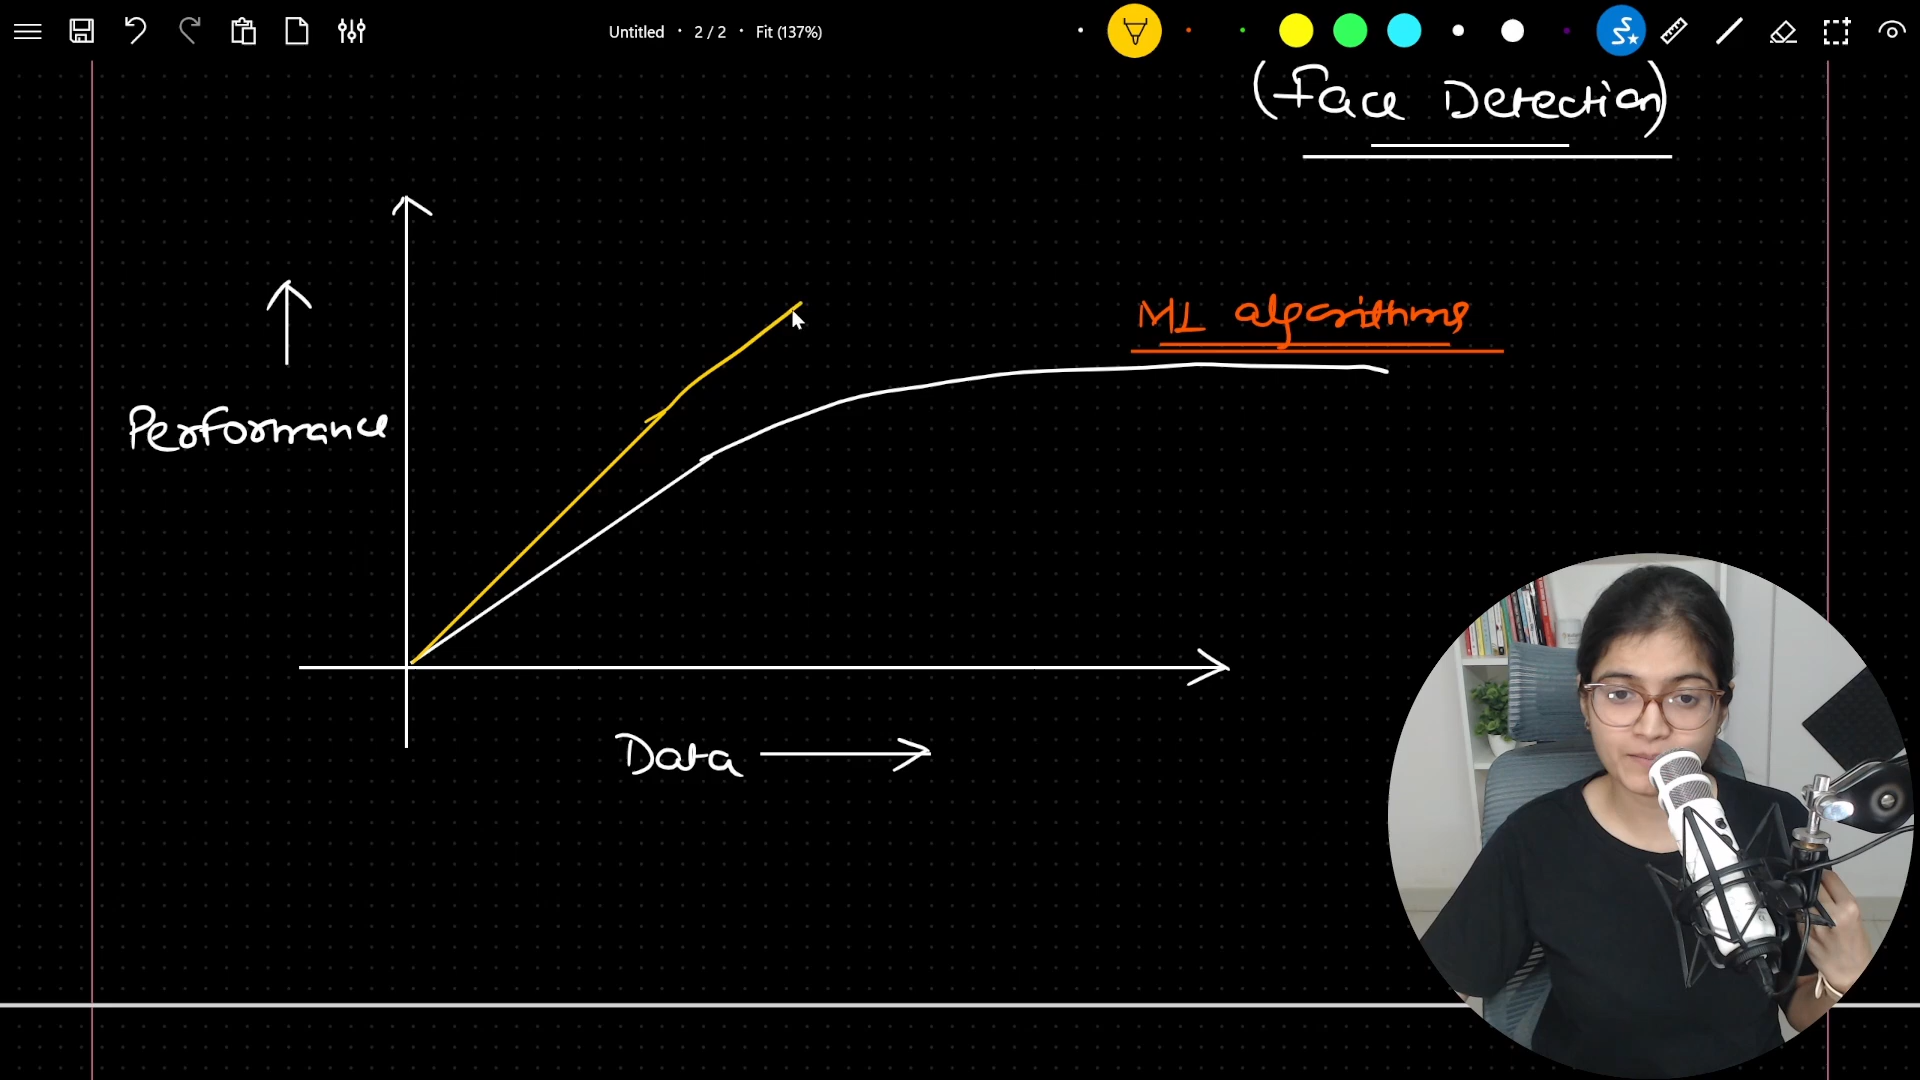 Untitled · 2 / 2 · Fit (137%)
(Face Detection)
ML algorithms
Performance
Data